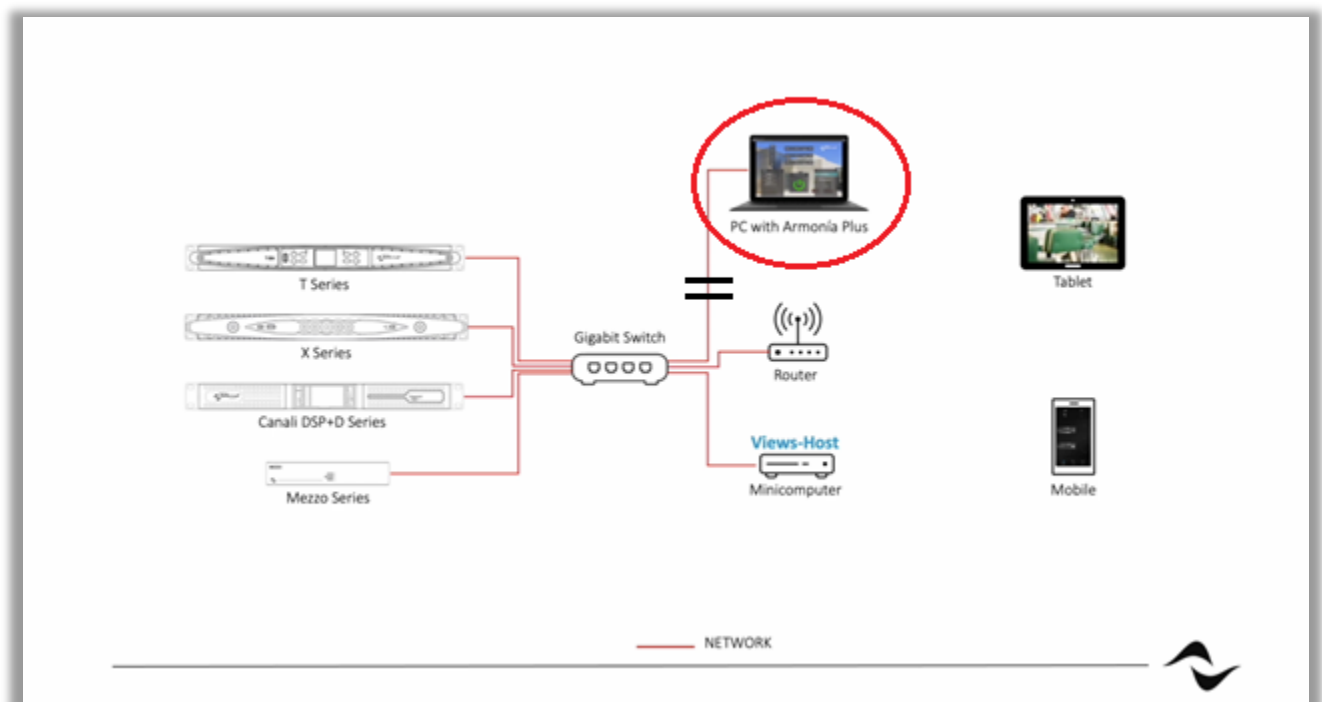 PC with Armonía Plus
T Series
Tablet
X Series
Gigabit Switch
Router
Canali DSP+D Series
Views-Host
Mezzo Series
Minicomputer
Mobile
NETWORK